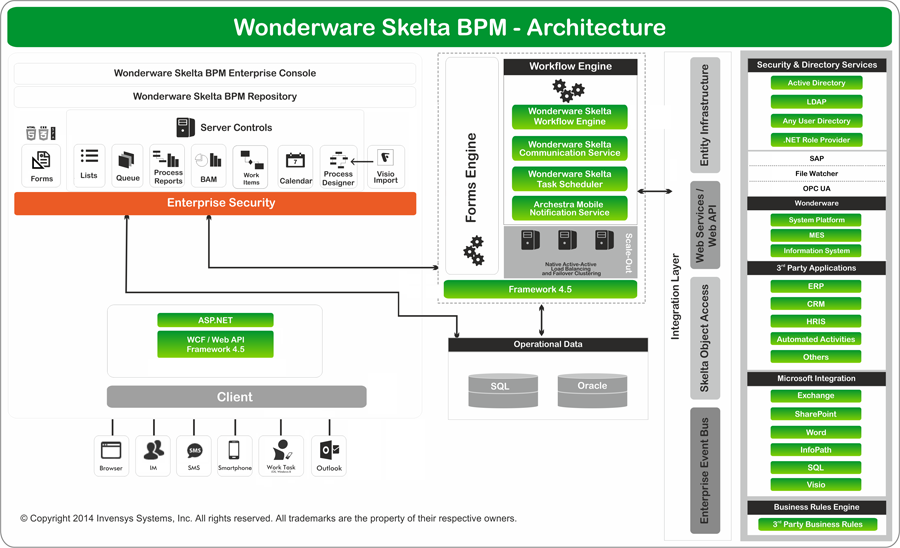 Wonderware Skelta BPM - Architecture
Wonderware Skelta BPM Enterprise Console
Wonderware Skelta BPM Repository
Server Controls
Forms
Lists
Queue
Process
Reports
BAM
Work
Items
7
Calendar
Process
Designer
Visio
Import
Enterprise Security
ASP.NET
WCF / Web API
Framework 4.5
Client
Browser
IM
SMS
SMS
Smartphone
Work Task
Outlook
Forms Engine
Workflow Engine
Wonderware Skelta
Workflow Engine
Wonderware Skelta
Communication Service
Wonderware Skelta
Task Scheduler
Archestra Mobile
Notification Service
Scale-Out
Native Active-Active
Load Balancing
and Failover Clustering
Framework 4.5
Operational Data
SQL
Oracle
Integration Layer
Entity Infrastructure
Web Services /
Web API
Skelta Object Access
Enterprise Event Bus
Security & Directory Services
Active Directory
LDAP
Any User Directory
.NET Role Provider
SAP
File Watcher
OPC UA
Wonderware
System Platform
MES
Information System
3rd Party Applications
ERP
CRM
HRIS
Automated Activities
Others
Microsoft Integration
Exchange
SharePoint
Word
InfoPath
SQL
Visio
Business Rules Engine
3rd Party Business Rules
© Copyright 2014 Invensys Systems, Inc. All rights reserved. All trademarks are the property of their respective owners.